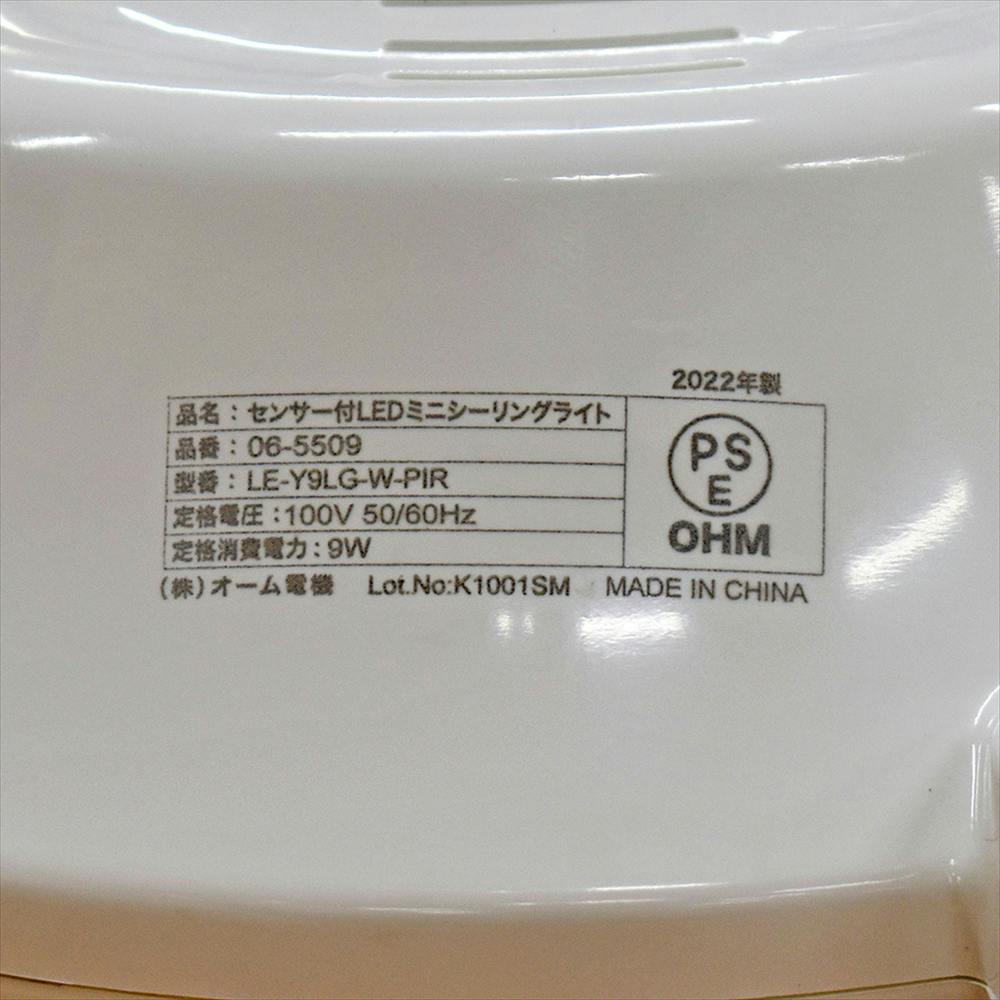 2022年製
品名：センサー付LEDミニシーリングライト
品番：06-5509
型番：LE-Y9LG-W-PIR
定格電圧：100V 50/60Hz
定格消費電力：9W
PS
E
OHM
(株)オーム電機 Lot.No:K1001SM MADE IN CHINA